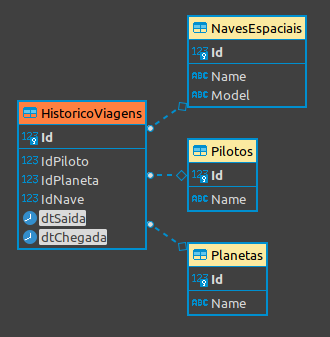 HistoricoViagens
123 Id
123 IdPiloto
123 IdPlaneta
123 IdNave
dtSaida
dtChegada
NavesEspaciais
123 Id
ABC Name
ABC Model
Pilotos
123 Id
ABC Name
Planetas
123 Id
ABC Name